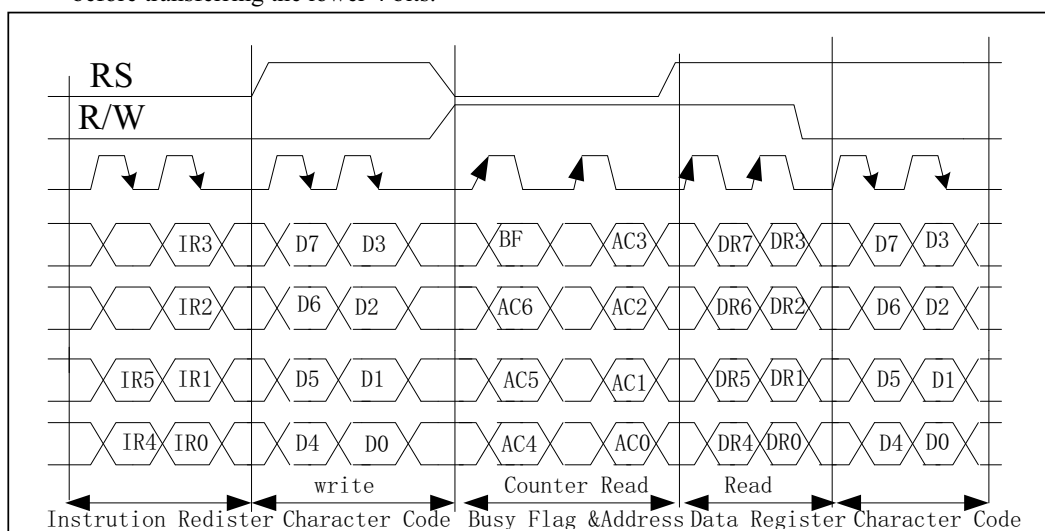 before transferring the lower 4 bits.
RS
R/W
IR3 D7 D3 BF AC3 DR7 DR3 D7 D3
IR2 D6 D2 AC6 AC2 DR6 DR2 D6 D2
IR5 IR1 D5 D1 AC5 AC1 DR5 DR1 D5 D1
IR4 IR0 D4 D0 AC4 AC0 DR4 DR0 D4 D0
write Counter Read Read
Instrution Redister Character Code Busy Flag &Address Data Register Character Code